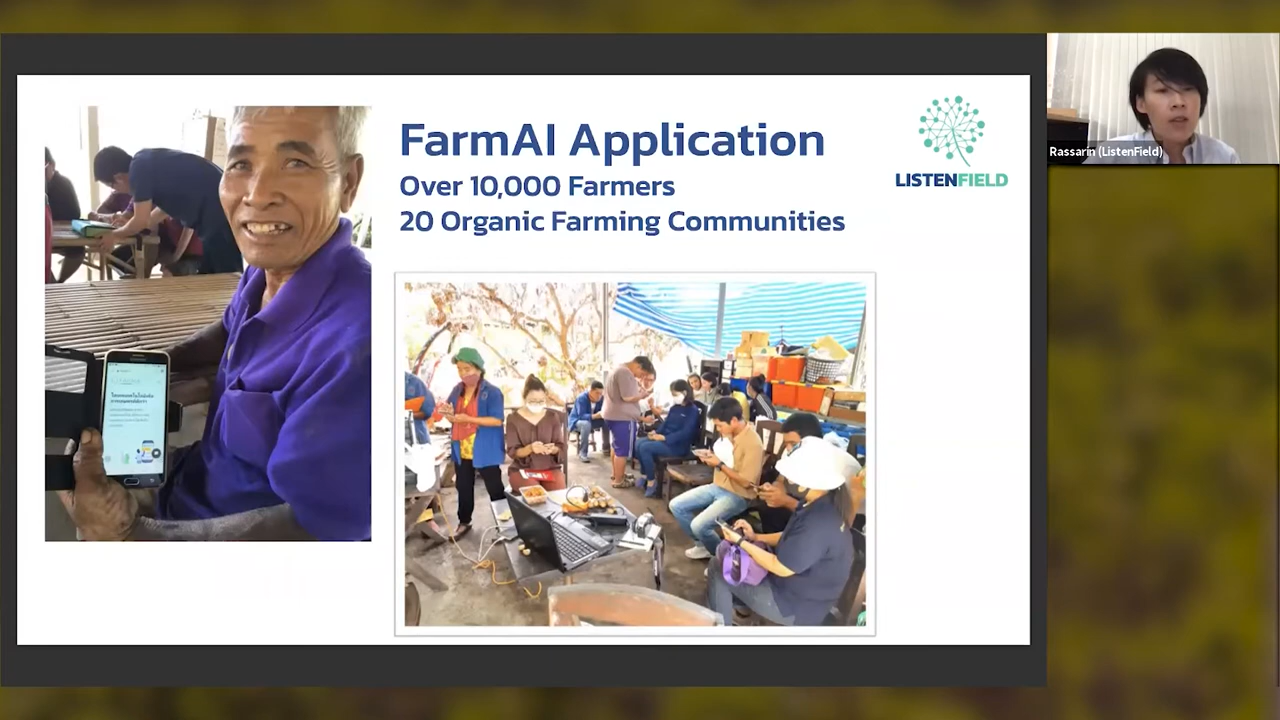 FarmAI Application
Over 10,000 Farmers
20 Organic Farming Communities
LISTENFIELD
Rassarin (ListenField)